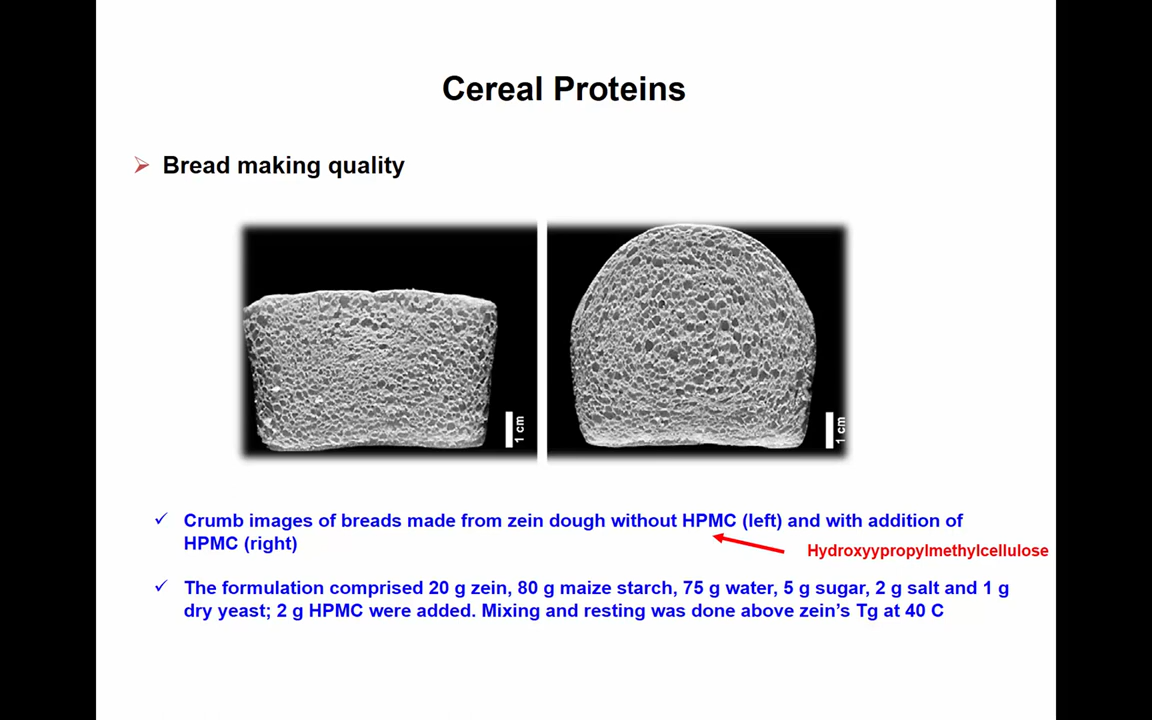 Cereal Proteins
Bread making quality
1 cm
1 cm
Crumb images of breads made from zein dough without HPMC (left) and with addition of
HPMC (right)
Hydroxyypropylmethylcellulose
The formulation comprised 20 g zein, 80 g maize starch, 75 g water, 5 g sugar, 2 g salt and 1 g
dry yeast; 2 g HPMC were added. Mixing and resting was done above zein's Tg at 40 C